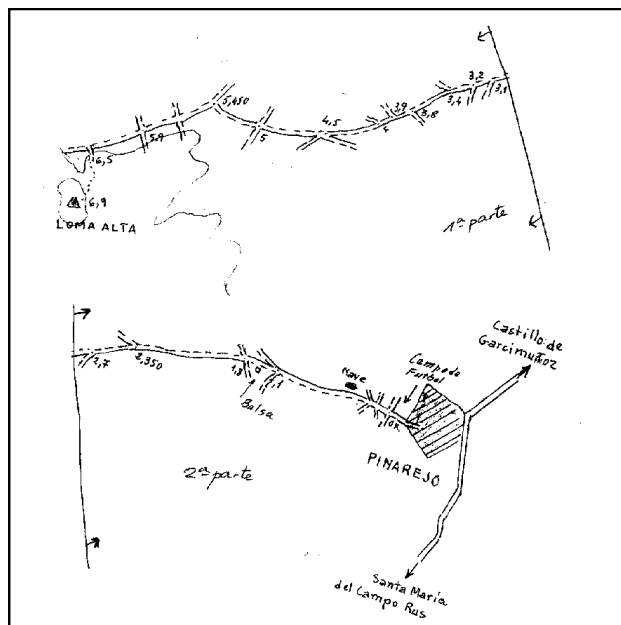 5,450
3,2
3,1
3,4
3,9
3,8
4
4,5
5
5,9
6,5
6,9
LOMA ALTA
1ª parte
Castillo de
Garcimuñoz
2,7
2,350
1,8
Balsa
Nave
Campo de
Futbol
0K
PINAREJO
2ª parte
Santa María
del Campo Rus